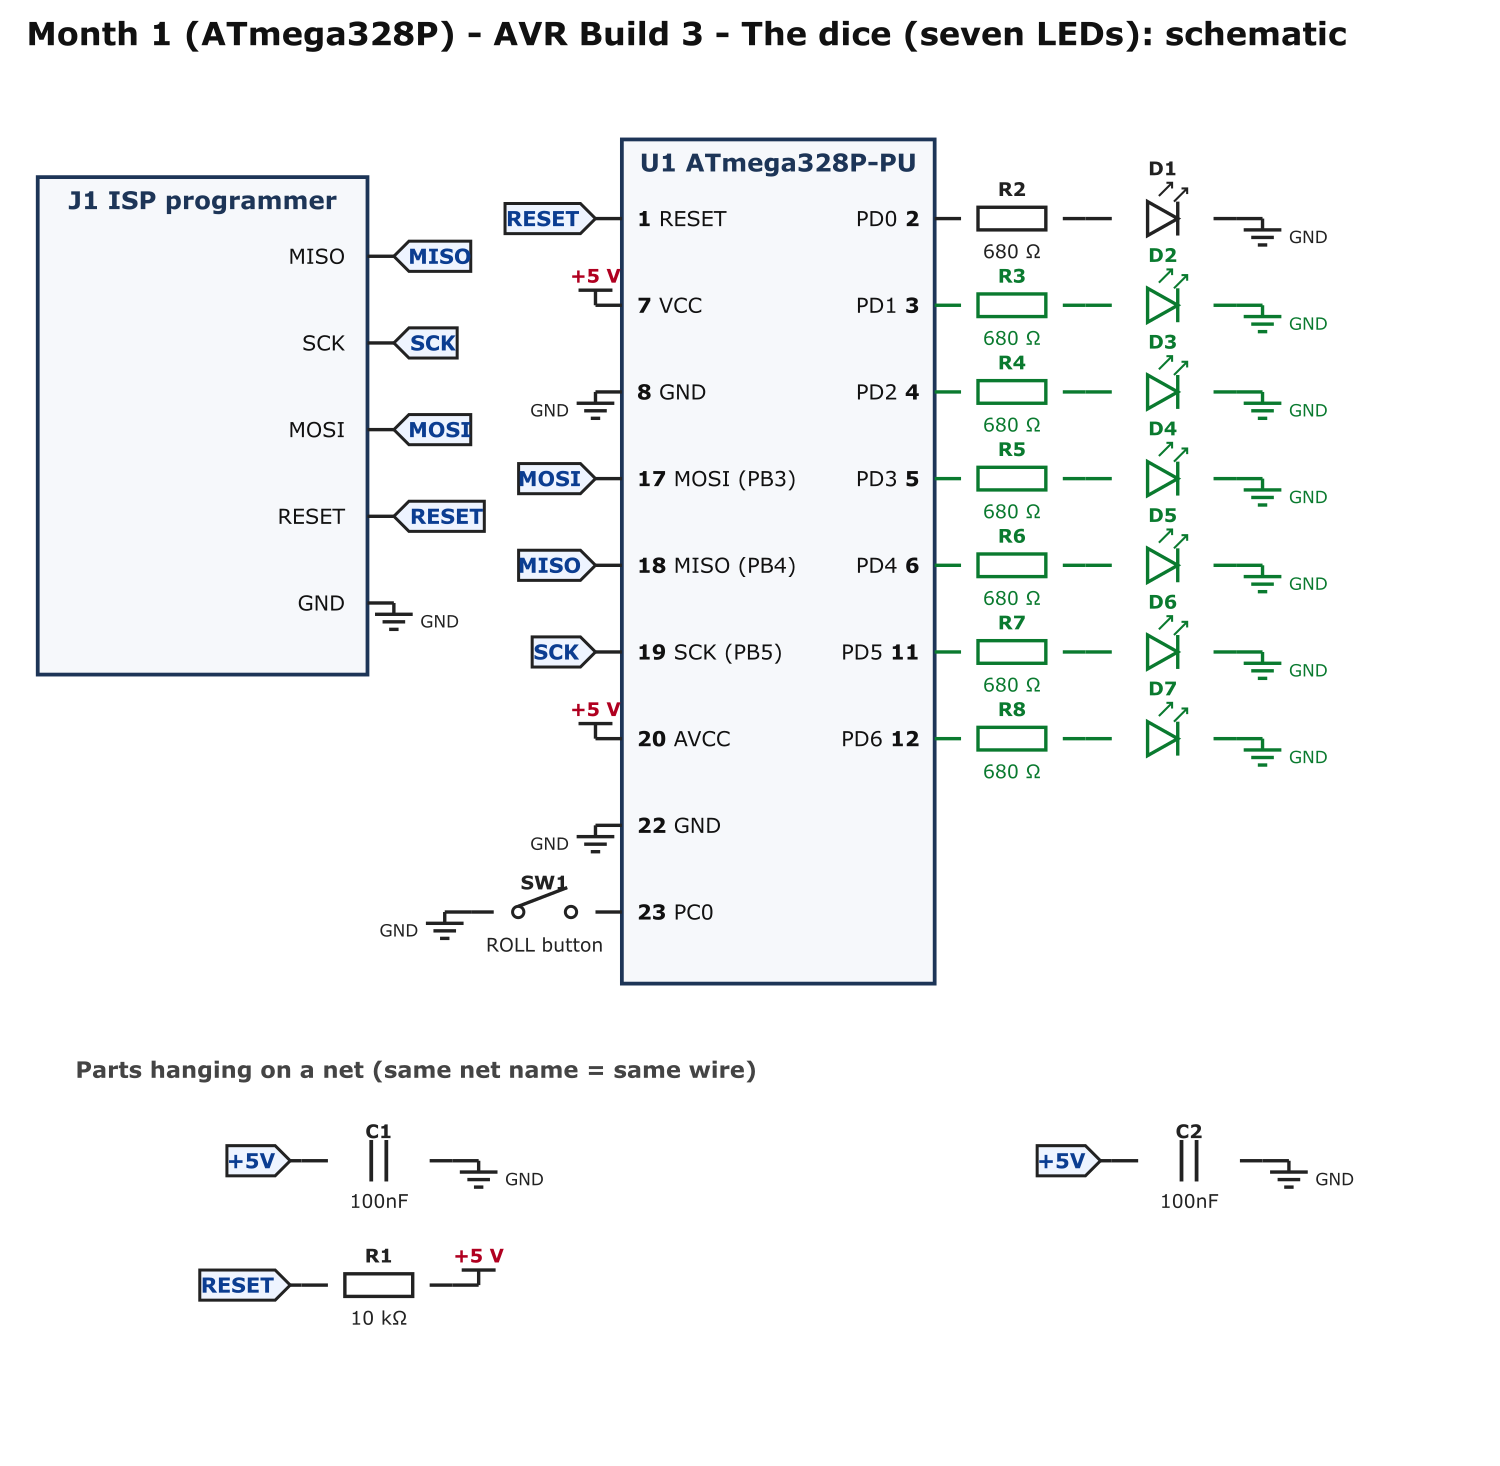 Month 1 (ATmega328P) - AVR Build 3 - The dice (seven LEDs): schematic
J1 ISP programmer
MISO
MISO
SCK
SCK
MOSI
MOSI
RESET
RESET
GND
GND
U1 ATmega328P-PU
RESET
1 RESET
+5 V
7 VCC
GND
8 GND
MOSI
17 MOSI (PB3)
MISO
18 MISO (PB4)
SCK
19 SCK (PB5)
+5 V
20 AVCC
GND
22 GND
SW1
GND
23 PC0
ROLL button
PD0 2
R2
680 Ω
D1
GND
PD1 3
R3
680 Ω
D2
GND
PD2 4
R4
680 Ω
D3
GND
PD3 5
R5
680 Ω
D4
GND
PD4 6
R6
680 Ω
D5
GND
PD5 11
R7
680 Ω
D6
GND
PD6 12
R8
680 Ω
D7
GND
Parts hanging on a net (same net name = same wire)
+5V
C1
100nF
GND
+5V
C2
100nF
GND
RESET
R1
10 kΩ
+5 V